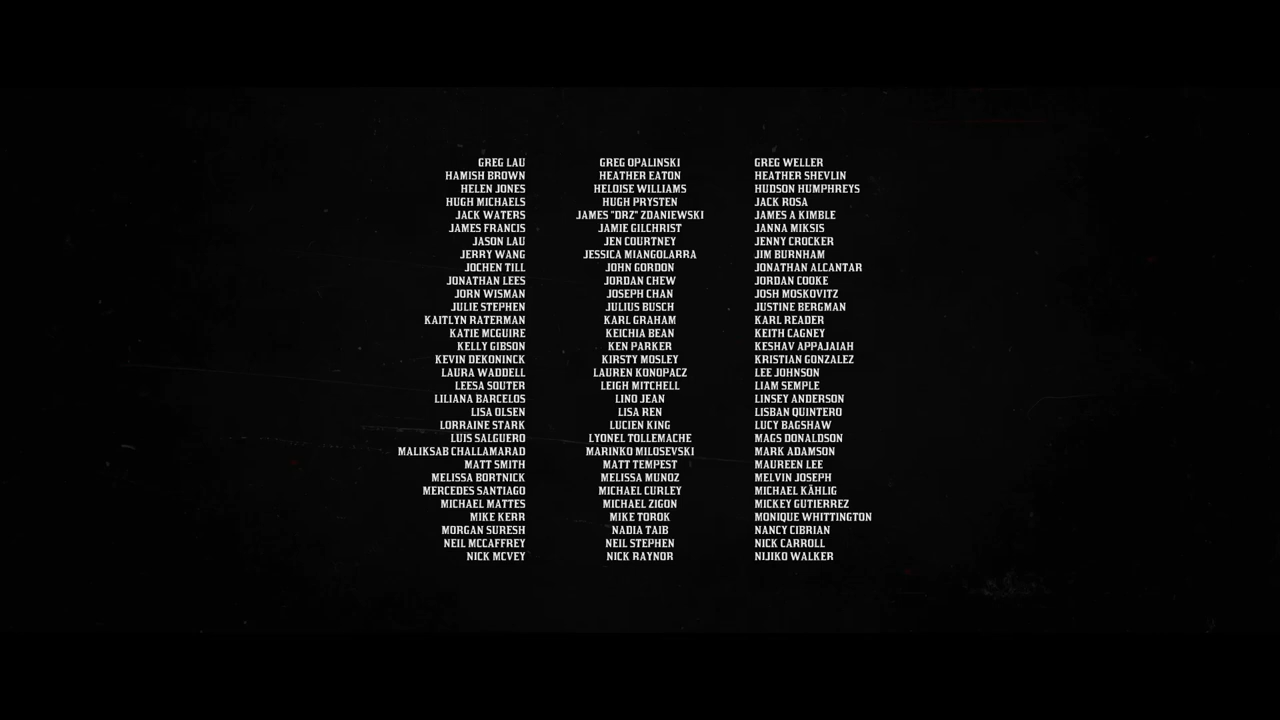 GREG LAU GREG OPALINSKI GREG WELLER
HAMISH BROWN HEATHER EATON HEATHER SHEVLIN
HELEN JONES HELOISE WILLIAMS HUDSON HUMPHREYS
HUGH MICHAELS HUGH PRYSTEN JACK ROSA
JACK WATERS JAMES "DRZ" ZDANIEWSKI JAMES A KIMBLE
JAMES FRANCIS JAMIE GILCHRIST JANNA MIKSIS
JASON LAU JEN COURTNEY JENNY CROCKER
JERRY WANG JESSICA MIANGOLARRA JIM BURNHAM
JOCHEN TILL JOHN GORDON JONATHAN ALCANTAR
JONATHAN LEES JORDAN CHEW JORDAN COOKE
JORN WISMAN JOSEPH CHAN JOSH MOSKOVITZ
JULIE STEPHEN JULIUS BUSCH JUSTINE BERGMAN
KAITLYN RATERMAN KARL GRAHAM KARL READER
KATIE MCGUIRE KEICHIA BEAN KEITH CAGNEY
KELLY GIBSON KEN PARKER KESHAV APPAJAIAH
KEVIN DEKONINCK KIRSTY MOSLEY KRISTIAN GONZALEZ
LAURA WADDELL LAUREN KONOPACZ LEE JOHNSON
LEESA SOUTER LEIGH MITCHELL LIAM SEMPLE
LILIANA BARCELOS LINO JEAN LINSEY ANDERSON
LISA OLSEN LISA REN LISBAN QUINTERO
LORRAINE STARK LUCIEN KING LUCY BAGSHAW
LUIS SALGUERO LYONEL TOLLEMACHE MAGS DONALDSON
MALIKSAB CHALLAMARAD MARINKO MILOSEVSKI MARK ADAMSON
MATT SMITH MATT TEMPEST MAUREEN LEE
MELISSA BORTNICK MELISSA MUNOZ MELVIN JOSEPH
MERCEDES SANTIAGO MICHAEL CURLEY MICHAEL KÄHLIG
MICHAEL MATTES MICHAEL ZIGON MICKEY GUTIERREZ
MIKE KERR MIKE TOROK MONIQUE WHITTINGTON
MORGAN SURESH NADIA TAIB NANCY CIBRIAN
NEIL MCCAFFREY NEIL STEPHEN NICK CARROLL
NICK MCVEY NICK RAYNOR NIJIKO WALKER